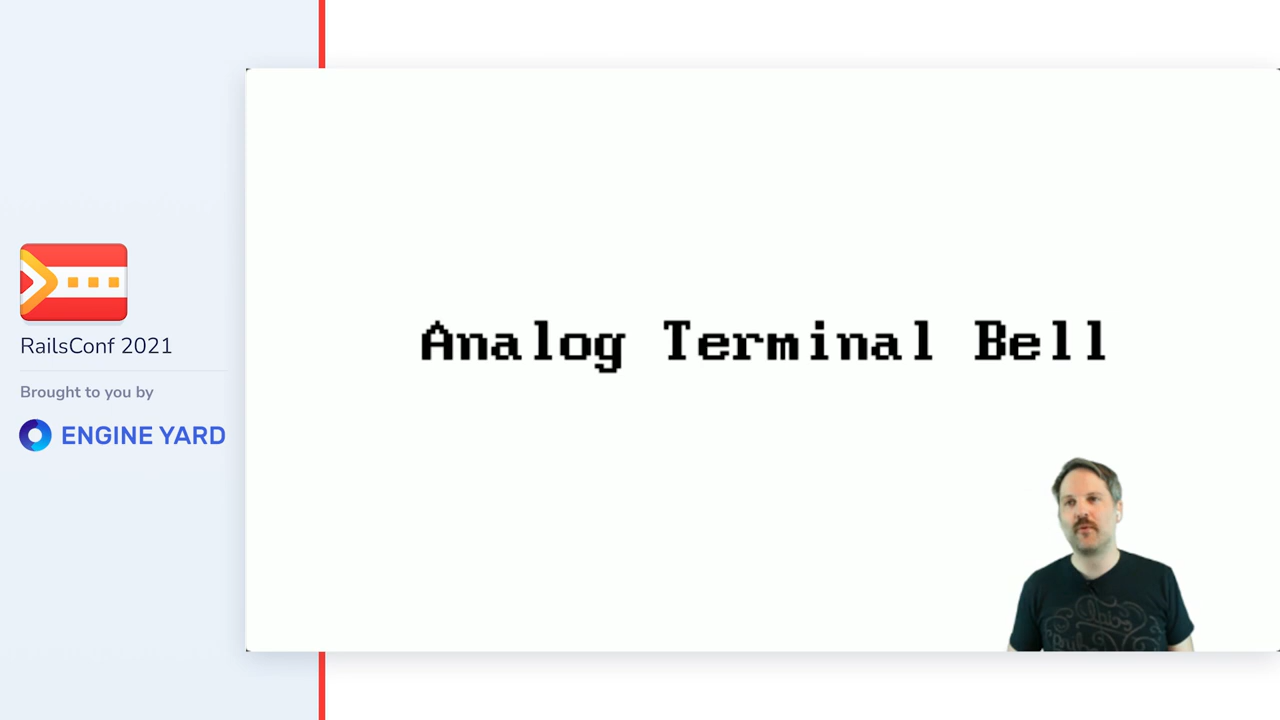 RailsConf 2021
Brought to you by
ENGINE YARD
Analog Terminal Bell